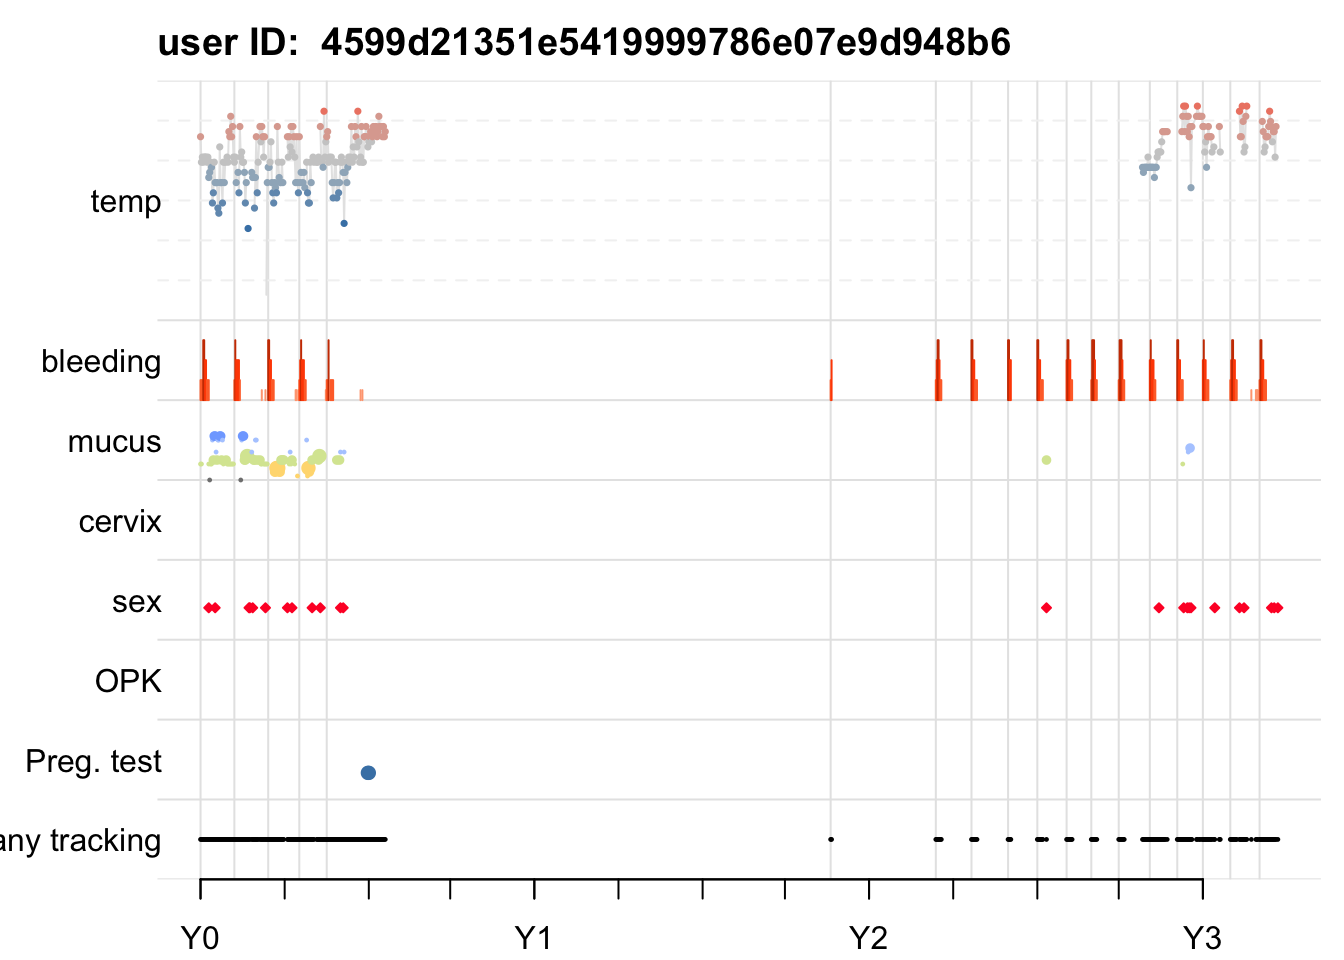 user ID:  4599d21351e5419999786e07e9d948b6
temp
bleeding
mucus
cervix
sex
OPK
Preg. test
any tracking
Y0 Y1 Y2 Y3